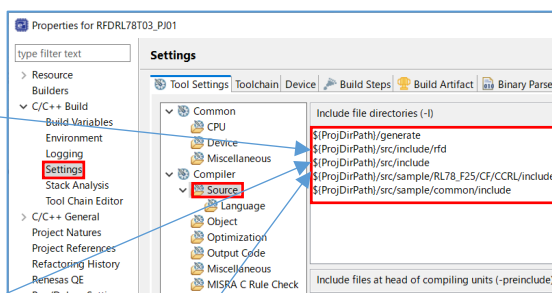 Properties for RFDRL78T03_PJ01
type filter text
Resource
Builders
C/C++ Build
Build Variables
Environment
Logging
Settings
Stack Analysis
Tool Chain Editor
C/C++ General
Project Natures
Project References
Refactoring History
Renesas QE
Settings
Tool Settings Toolchain Device Build Steps Build Artifact Binary Parse
Common
CPU
Device
Miscellaneous
Compiler
Source
Language
Object
Optimization
Output Code
Miscellaneous
MISRA C Rule Check
Include file directories (-I)
${ProjDirPath}/generate
${ProjDirPath}/src/include/rfd
${ProjDirPath}/src/include
${ProjDirPath}/src/sample/RL78_F25/CF/CCRL/include
${ProjDirPath}/src/sample/common/include
Include files at head of compiling units (-preinclude)